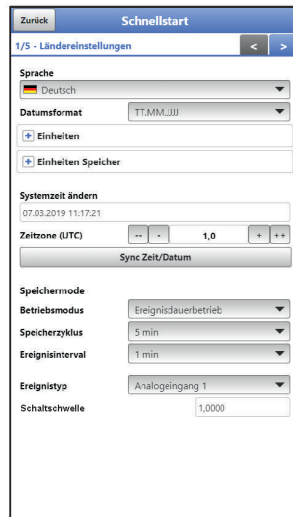 Zurück Schnellstart
1/5 - Ländereinstellungen < >
Sprache
Deutsch
Datumsformat TT.MM.JJJJ
+ Einheiten
+ Einheiten Speicher
Systemzeit ändern
07.03.2019 11:17:21
Zeitzone (UTC) -- - 1,0 + ++
Sync Zeit/Datum
Speichermode
Betriebsmodus Ereignisdauerbetrieb
Speicherzyklus 5 min
Ereignisinterval 1 min
Ereignistyp Analogeingang 1
Schaltschwelle 1,0000